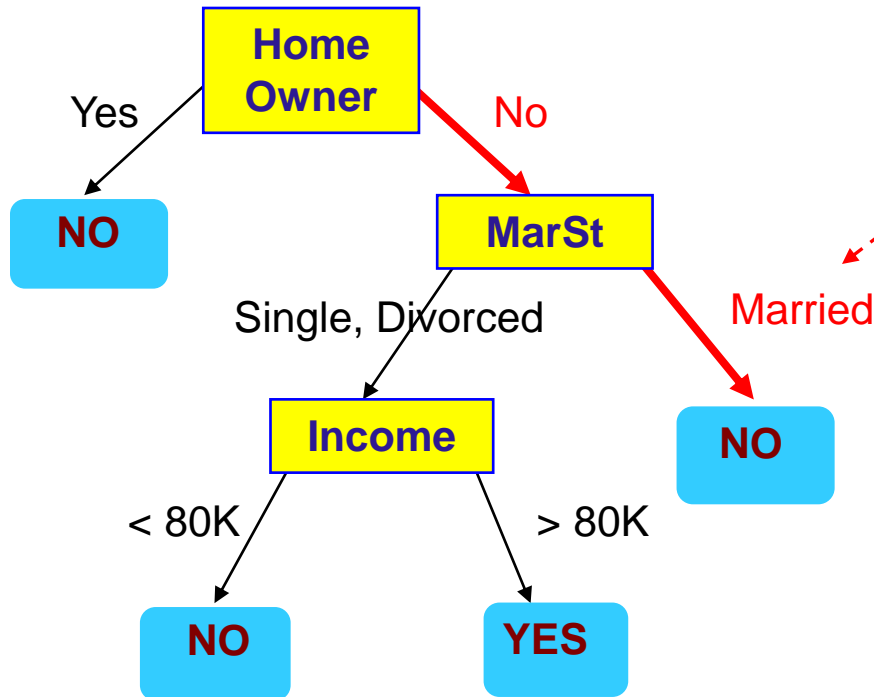 Home
Owner
Yes
No
NO
MarSt
Single, Divorced
Married
Income
NO
< 80K
> 80K
NO
YES